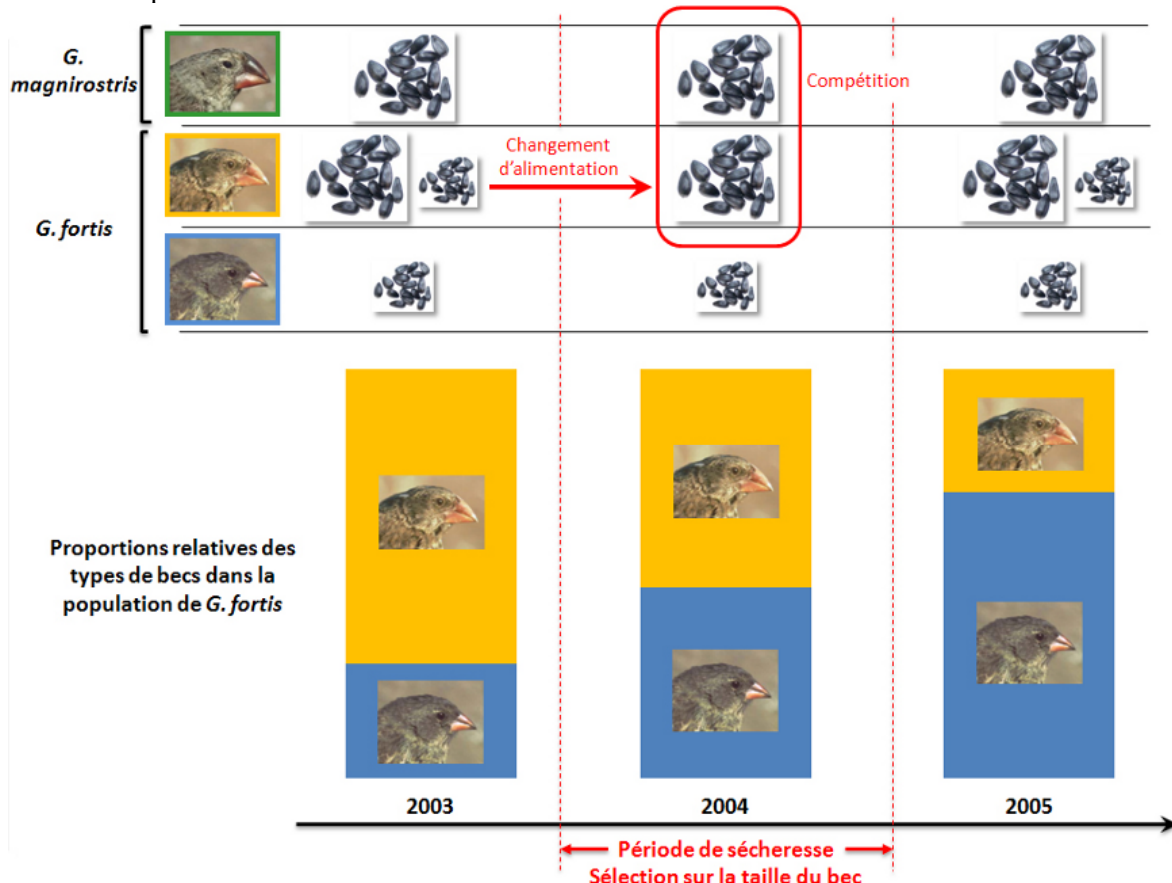 G.
magnirostris
Compétition
Changement
d'alimentation
G. fortis
Proportions relatives des
types de becs dans la
population de G. fortis
2003
2004
2005
Période de sécheresse
Sélection sur la taille du bec